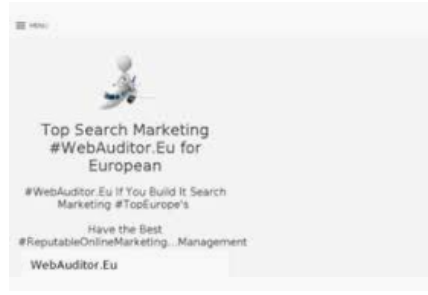 MENU
Top Search Marketing
#WebAuditor.Eu for
European
#WebAuditor.Eu If You Build It Search
Marketing #TopEurope's
Have the Best
#ReputableOnlineMarketing...Management
WebAuditor.Eu